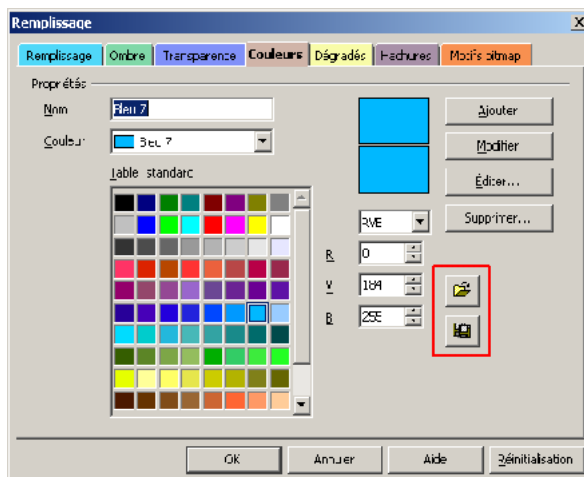 Remplissage
Remplissage Ombre Transparence Couleurs Dégradés Hachures Motifs bitmap
Propriétés
Nom Bleu 7 Ajouter
Couleur Bleu 7 Modifier
Table standard Éditer...
RVB Supprimer...
R 0
V 184
B 255
OK Annuler Aide Réinitialisation